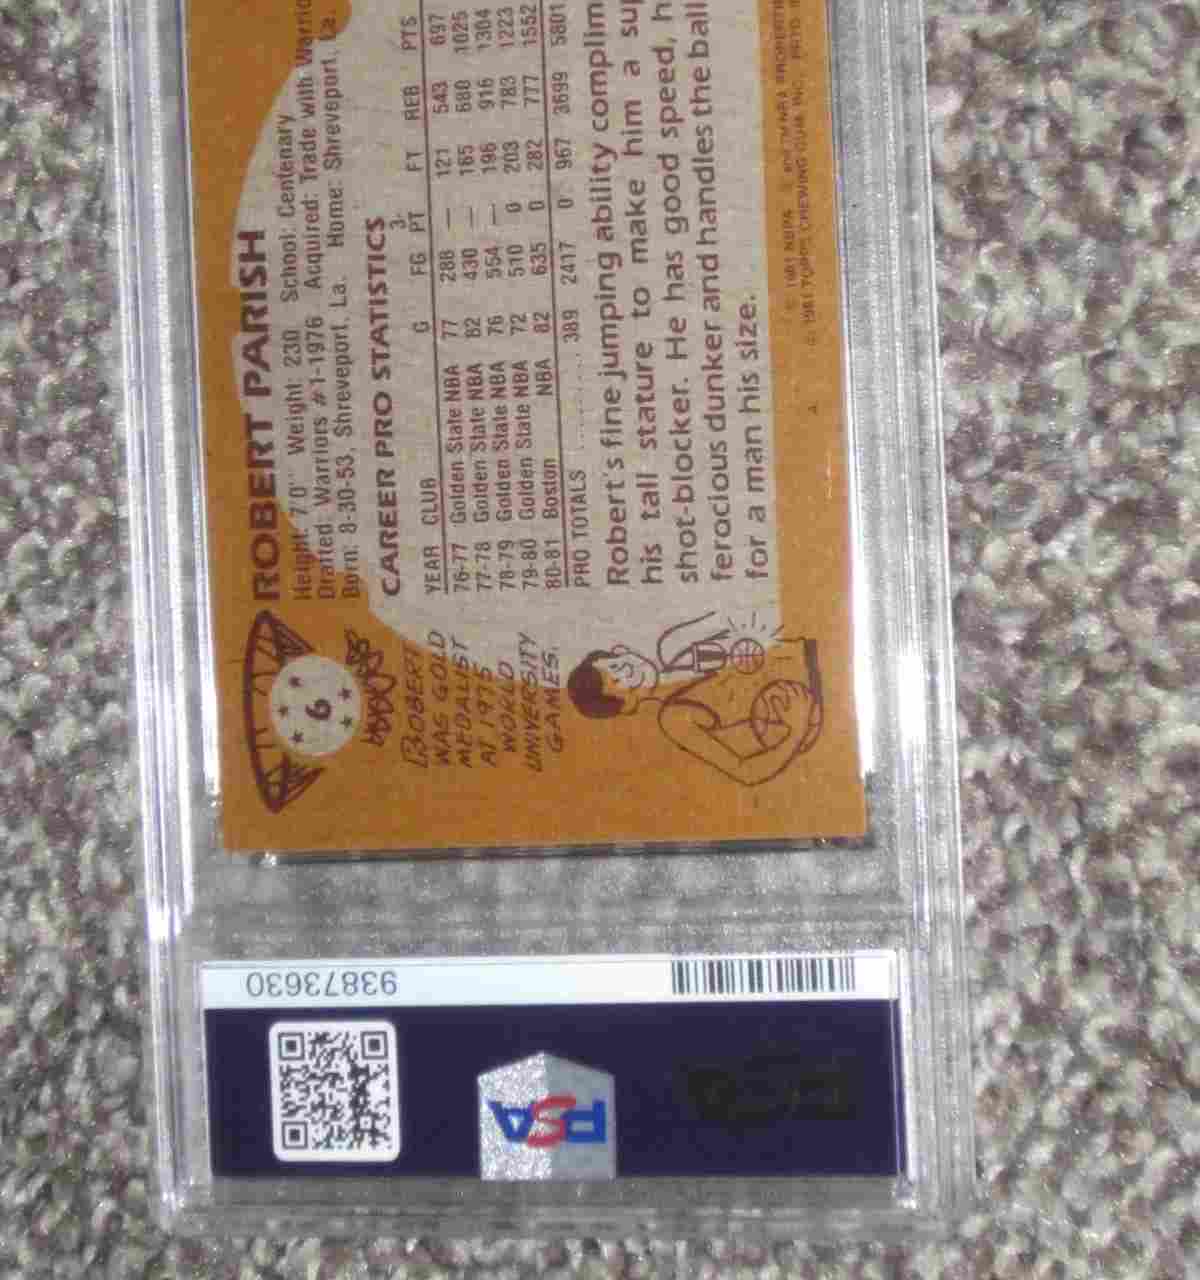 6
ROBERT PARISH
Height: 7'0" Weight: 230 School: Centenary
Drafted: Warriors #1-1976 Acquired: Trade with Warrio
Born: 8-30-53, Shreveport, La. Home: Shreveport, La.
CAREER PRO STATISTICS
YEAR CLUB G FG 3-PT FT REB PTS
76-77 Golden State NBA 77 288 — 121 543 697
77-78 Golden State NBA 82 430 — 165 680 1025
78-79 Golden State NBA 76 554 — 196 916 1304
79-80 Golden State NBA 72 510 0 203 783 1223
80-81 Boston NBA 82 635 0 282 777 1552
PRO TOTALS .......... 389 2417 0 967 3699 5801
Robert's fine jumping ability complim
his tall stature to make him a sup
shot-blocker. He has good speed, h
ferocious dunker and handles the ball
for a man his size.
ROBERT
WAS GOLD
MEDALIST
AT 1975
WORLD
UNIVERSITY
GAMES.
U
A
© 1981 TOPPS CHEWING GUM INC. PRTD
93873630
PSA